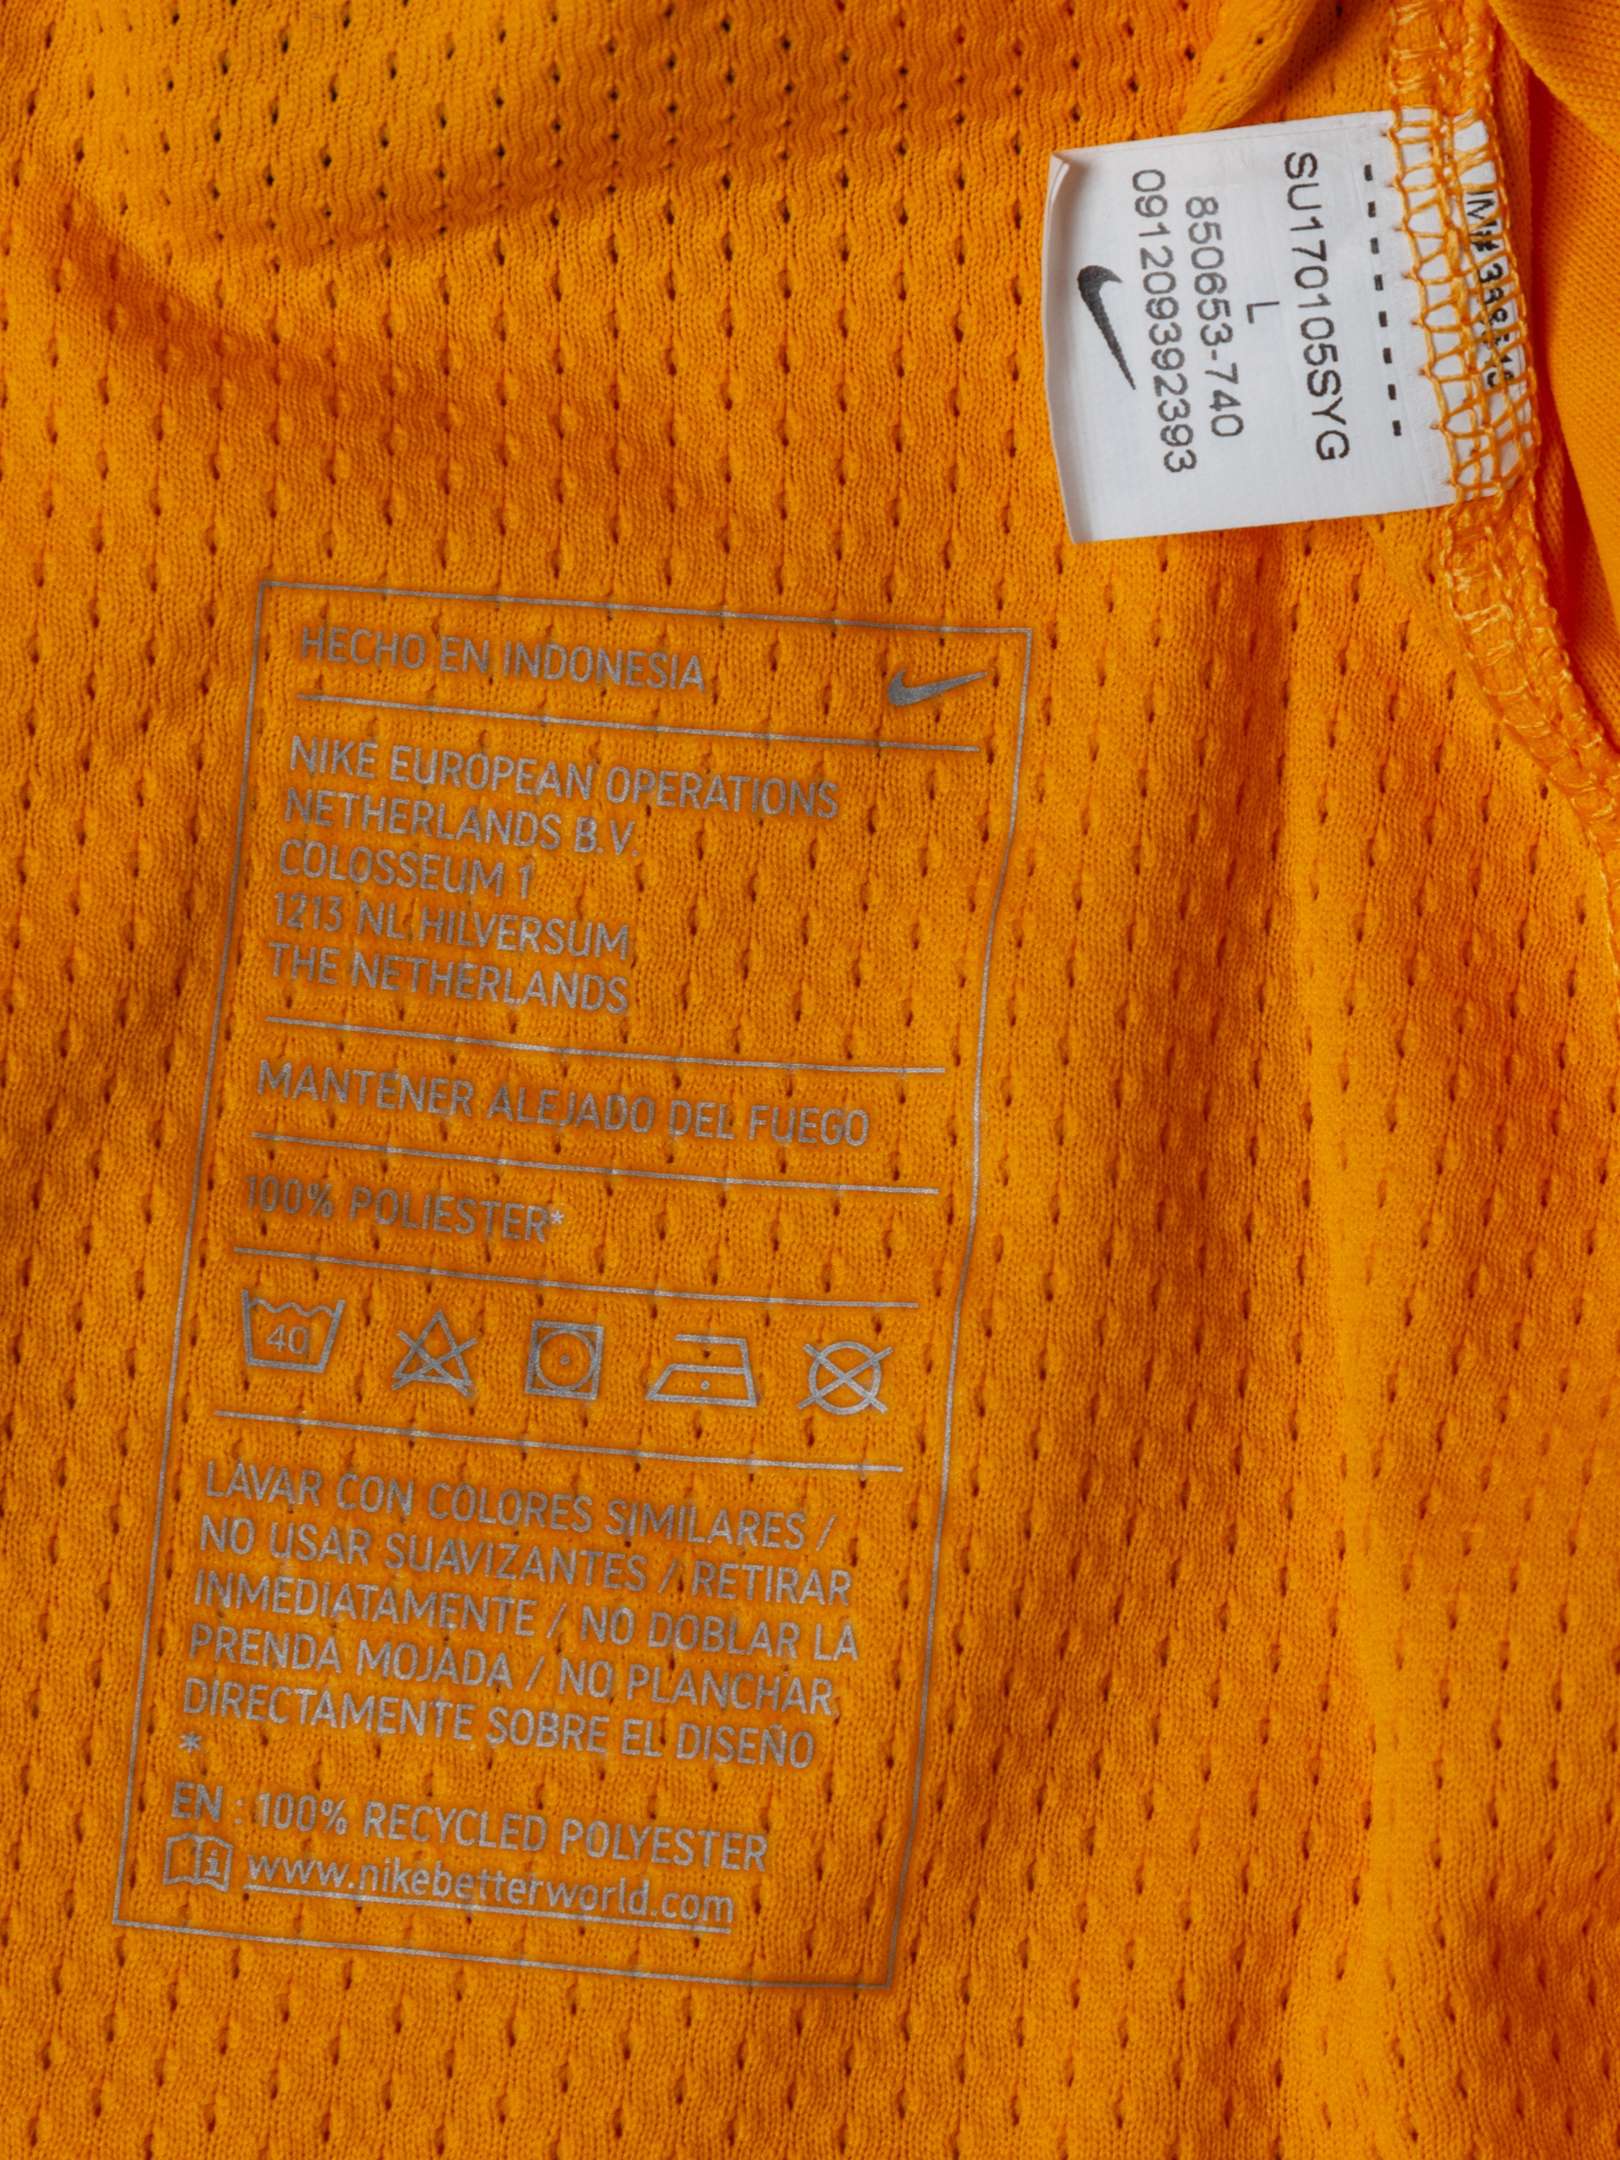 SU170105SYG
L
850653-740
091209392393
HECHO EN INDONESIA
NIKE EUROPEAN OPERATIONS
NETHERLANDS B.V.
COLOSSEUM 1
1213 NL HILVERSUM
THE NETHERLANDS
MANTENER ALEJADO DEL FUEGO
100% POLIESTER*
40
LAVAR CON COLORES SIMILARES /
NO USAR SUAVIZANTES / RETIRAR
INMEDIATAMENTE / NO DOBLAR LA
PRENDA MOJADA / NO PLANCHAR
DIRECTAMENTE SOBRE EL DISEÑO
*
EN : 100% RECYCLED POLYESTER
www.nikebetterworld.com